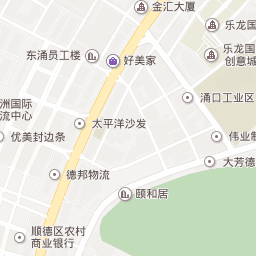 金汇大厦
乐龙国
东涌员工楼
好美家
乐龙国
创意城
洲国际
流中心
涌口工业区
太平洋沙发
优美封边条
伟业制
大芳德
德邦物流
颐和居
顺德区农村
商业银行